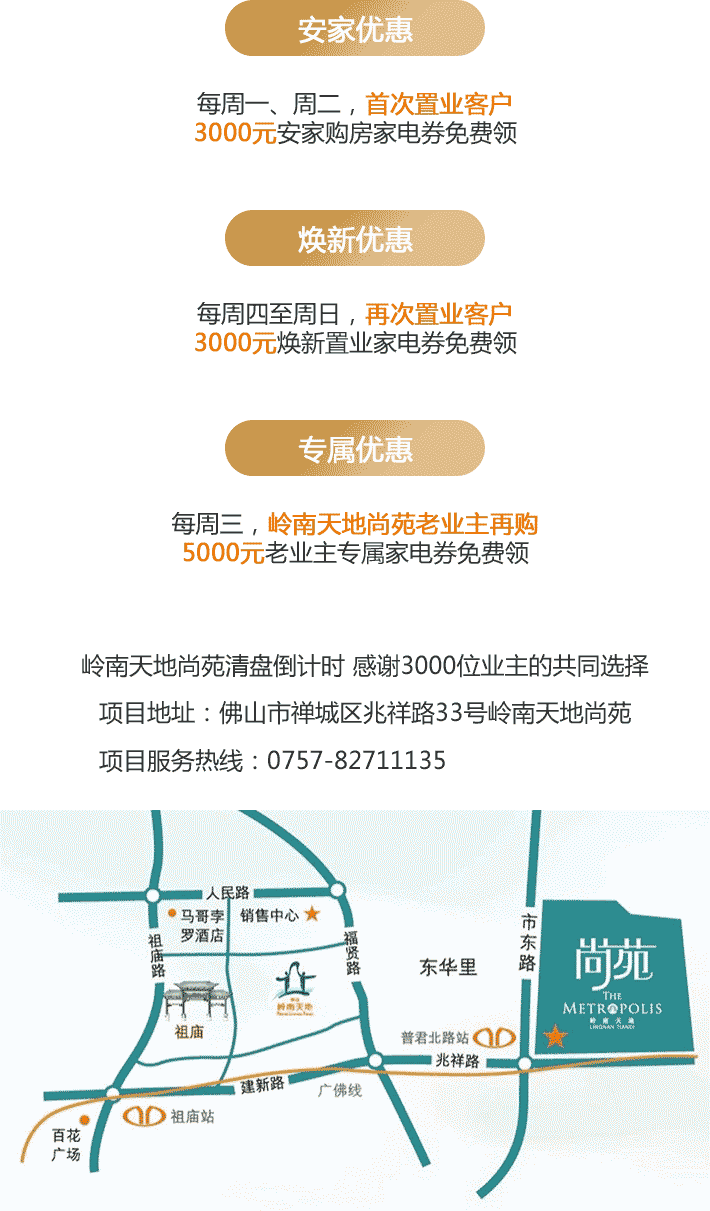 安家优惠
每周一、周二，首次置业客户
3000元安家购房家电券免费领
焕新优惠
每周四至周日，再次置业客户
3000元焕新置业家电券免费领
专属优惠
每周三，岭南天地尚苑老业主再购
5000元老业主专属家电券免费领
岭南天地尚苑清盘倒计时 感谢3000位业主的共同选择
项目地址：佛山市禅城区兆祥路33号岭南天地尚苑
项目服务热线：0757-82711135
人民路
马哥孛
罗酒店
销售中心
祖庙路
福贤路
市东路
东华里
尚苑
THE
METROPOLIS
岭南天地
LINGNAN TIANDI
岭南天地
祖庙
普君北路站
兆祥路
建新路
广佛线
祖庙站
百花
广场